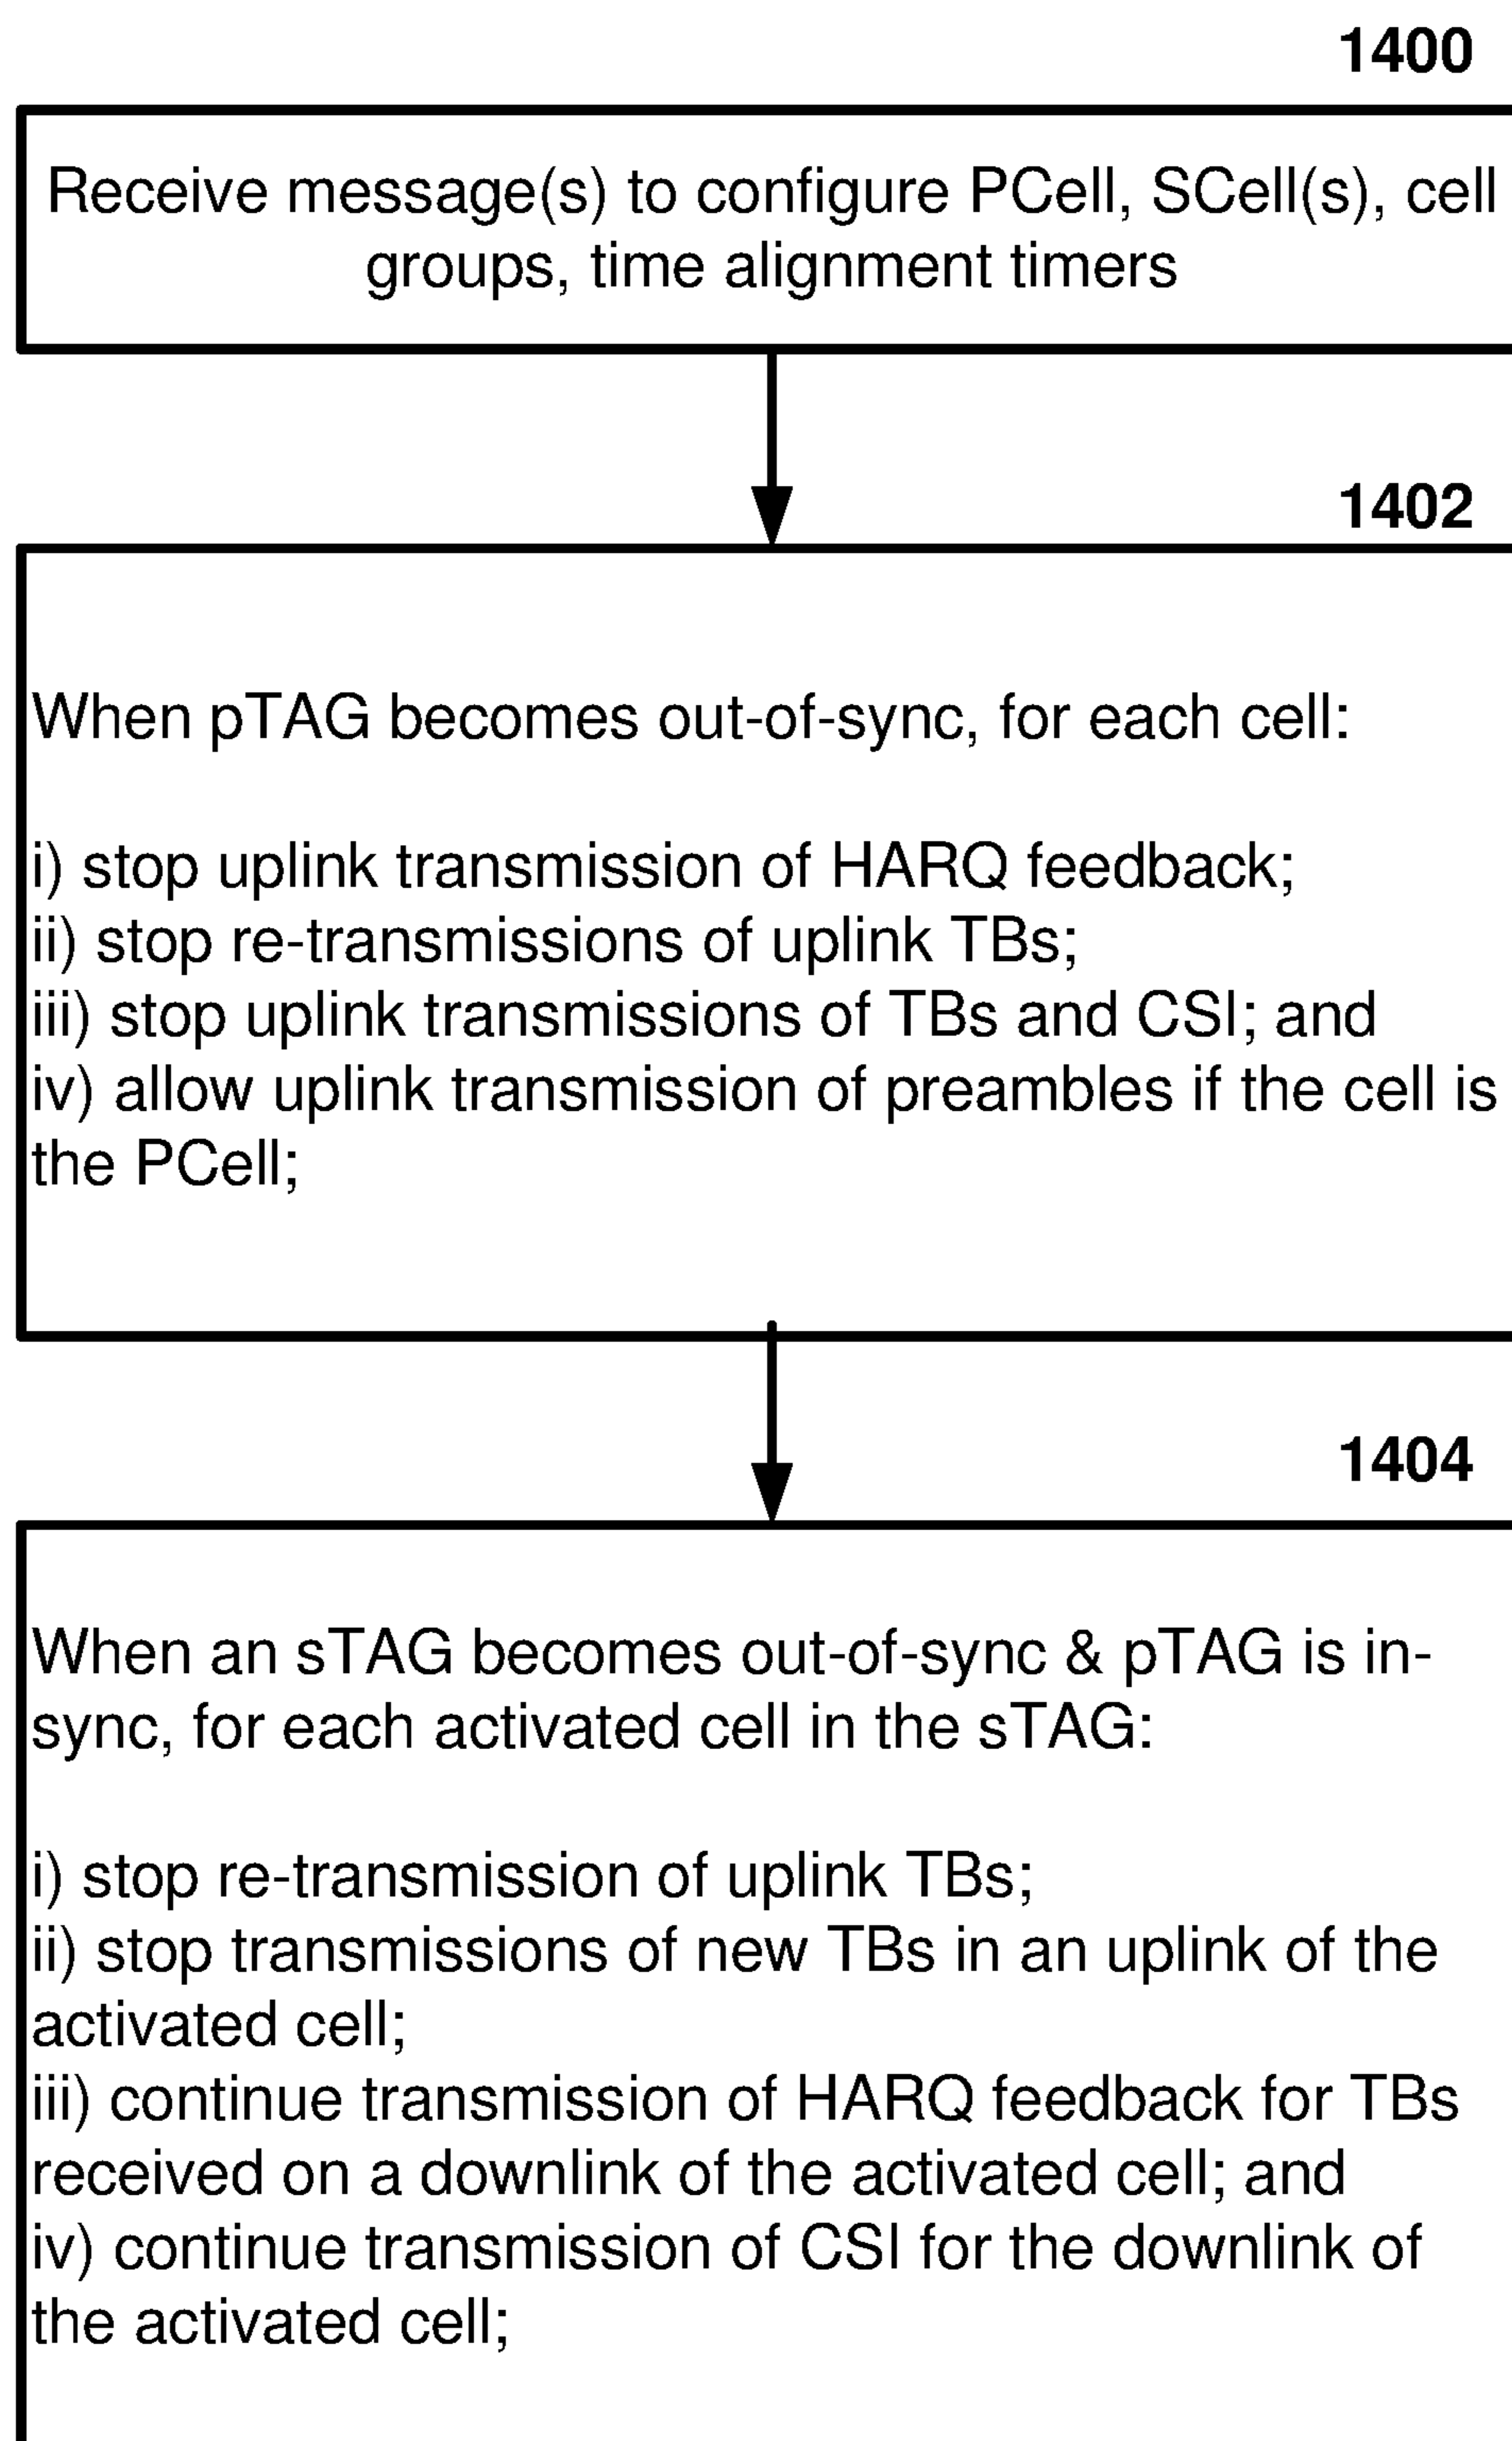 1400
Receive message(s) to configure PCell, SCell(s), cell
groups, time alignment timers
1402
When pTAG becomes out-of-sync, for each cell:
i) stop uplink transmission of HARQ feedback;
ii) stop re-transmissions of uplink TBs;
iii) stop uplink transmissions of TBs and CSI; and
iv) allow uplink transmission of preambles if the cell is
the PCell;
1404
When an sTAG becomes out-of-sync & pTAG is in-
sync, for each activated cell in the sTAG:
i) stop re-transmission of uplink TBs;
ii) stop transmissions of new TBs in an uplink of the
activated cell;
iii) continue transmission of HARQ feedback for TBs
received on a downlink of the activated cell; and
iv) continue transmission of CSI for the downlink of
the activated cell;